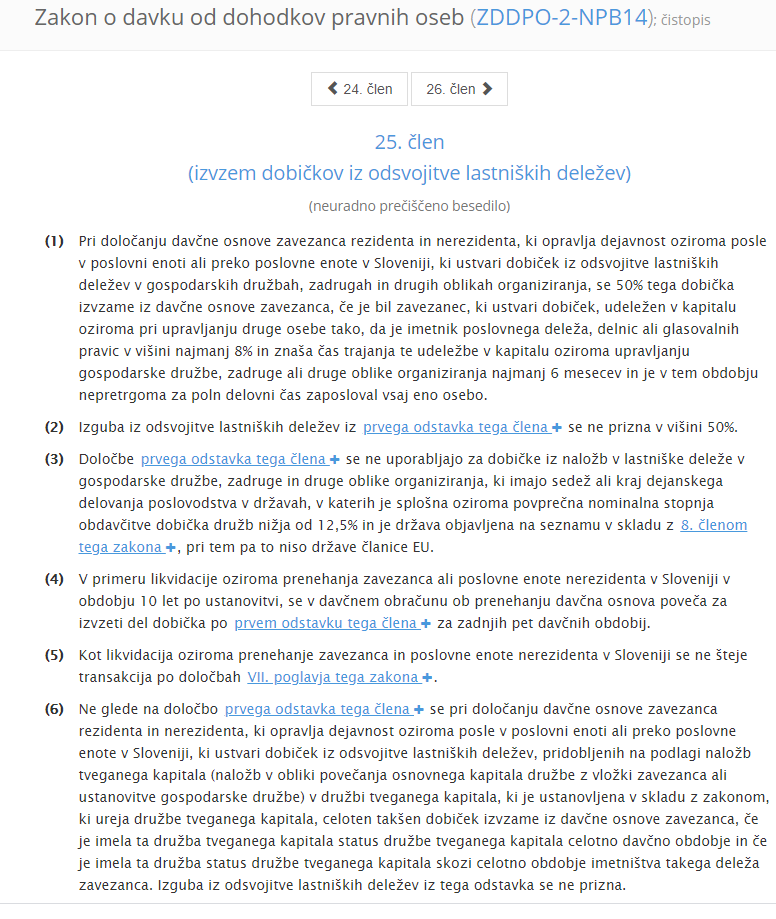 Zakon o davku od dohodkov pravnih oseb (ZDDPO-2-NPB14); čistopis
24. člen 26. člen
25. člen
(izvzem dobičkov iz odsvojitve lastniških deležev)
(neuradno prečiščeno besedilo)
(1) Pri določanju davčne osnove zavezanca rezidenta in nerezidenta, ki opravlja dejavnost oziroma posle
v poslovni enoti ali preko poslovne enote v Sloveniji, ki ustvari dobiček iz odsvojitve lastniških
deležev v gospodarskih družbah, zadrugah in drugih oblikah organiziranja, se 50% tega dobička
izvzame iz davčne osnove zavezanca, če je bil zavezanec, ki ustvari dobiček, udeležen v kapitalu
oziroma pri upravljanju druge osebe tako, da je imetnik poslovnega deleža, delnic ali glasovalnih
pravic v višini najmanj 8% in znaša čas trajanja te udeležbe v kapitalu oziroma upravljanju
gospodarske družbe, zadruge ali druge oblike organiziranja najmanj 6 mesecev in je v tem obdobju
nepretrgoma za poln delovni čas zaposloval vsaj eno osebo.
(2) Izguba iz odsvojitve lastniških deležev iz prvega odstavka tega člena + se ne prizna v višini 50%.
(3) Določbe prvega odstavka tega člena + se ne uporabljajo za dobičke iz naložb v lastniške deleže v
gospodarske družbe, zadruge in druge oblike organiziranja, ki imajo sedež ali kraj dejanskega
delovanja poslovodstva v državah, v katerih je splošna oziroma povprečna nominalna stopnja
obdavčitve dobička družb nižja od 12,5% in je država objavljena na seznamu v skladu z 8. členom
tega zakona +, pri tem pa to niso države članice EU.
(4) V primeru likvidacije oziroma prenehanja zavezanca ali poslovne enote nerezidenta v Sloveniji v
obdobju 10 let po ustanovitvi, se v davčnem obračunu ob prenehanju davčna osnova poveča za
izvzeti del dobička po prvem odstavku tega člena + za zadnjih pet davčnih obdobij.
(5) Kot likvidacija oziroma prenehanje zavezanca in poslovne enote nerezidenta v Sloveniji se ne šteje
transakcija po določbah VII. poglavja tega zakona +.
(6) Ne glede na določbo prvega odstavka tega člena + se pri določanju davčne osnove zavezanca
rezidenta in nerezidenta, ki opravlja dejavnost oziroma posle v poslovni enoti ali preko poslovne
enote v Sloveniji, ki ustvari dobiček iz odsvojitve lastniških deležev, pridobljenih na podlagi naložb
tveganega kapitala (naložb v obliki povečanja osnovnega kapitala družbe z vložki zavezanca ali
ustanovitve gospodarske družbe) v družbi tveganega kapitala, ki je ustanovljena v skladu z zakonom,
ki ureja družbe tveganega kapitala, celoten takšen dobiček izvzame iz davčne osnove zavezanca, če
je imela ta družba tveganega kapitala status družbe tveganega kapitala celotno davčno obdobje in če
je imela ta družba status družbe tveganega kapitala skozi celotno obdobje imetništva takega deleža
zavezanca. Izguba iz odsvojitve lastniških deležev iz tega odstavka se ne prizna.